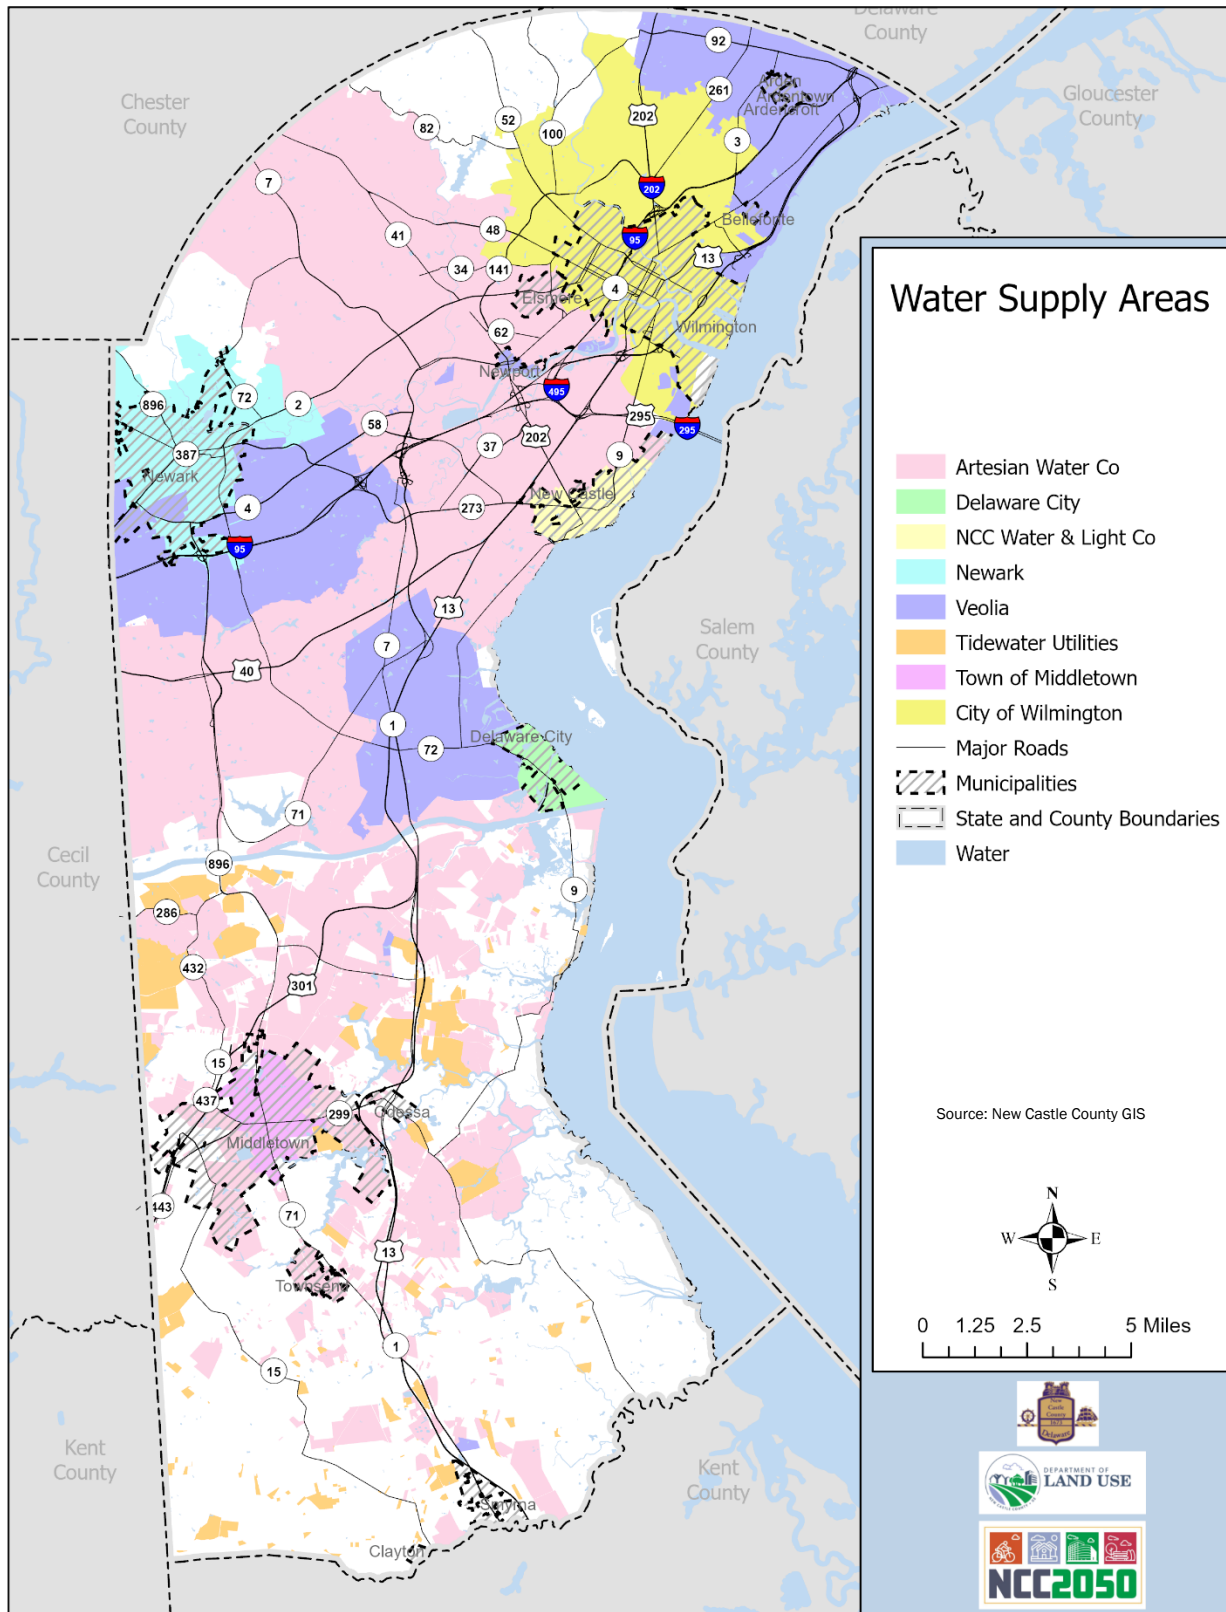 Delaware
County
Chester
County
Gloucester
County
92
Arden
Ardentown
Ardencroft
261
202
52
100
82
3
7
202
Bellefonte
41
48
95
13
34
141
4
Elsmere
Wilmington
62
Newport
495
896
72
2
58
295
295
202
37
9
387
Newark
New Castle
4
273
95
13
Salem
County
7
40
1
72
Delaware City
71
Cecil
County
896
286
9
432
301
15
437
299
Odessa
Middletown
443
71
13
Townsend
1
15
Kent
County
Smyrna
Clayton
Kent
County
Water Supply Areas
Artesian Water Co
Delaware City
NCC Water & Light Co
Newark
Veolia
Tidewater Utilities
Town of Middletown
City of Wilmington
Major Roads
Municipalities
State and County Boundaries
Water
Source: New Castle County GIS
N
W E
S
0 1.25 2.5 5 Miles
New
Castle
County
1673
Delaware
DEPARTMENT OF
LAND USE
NCC2050